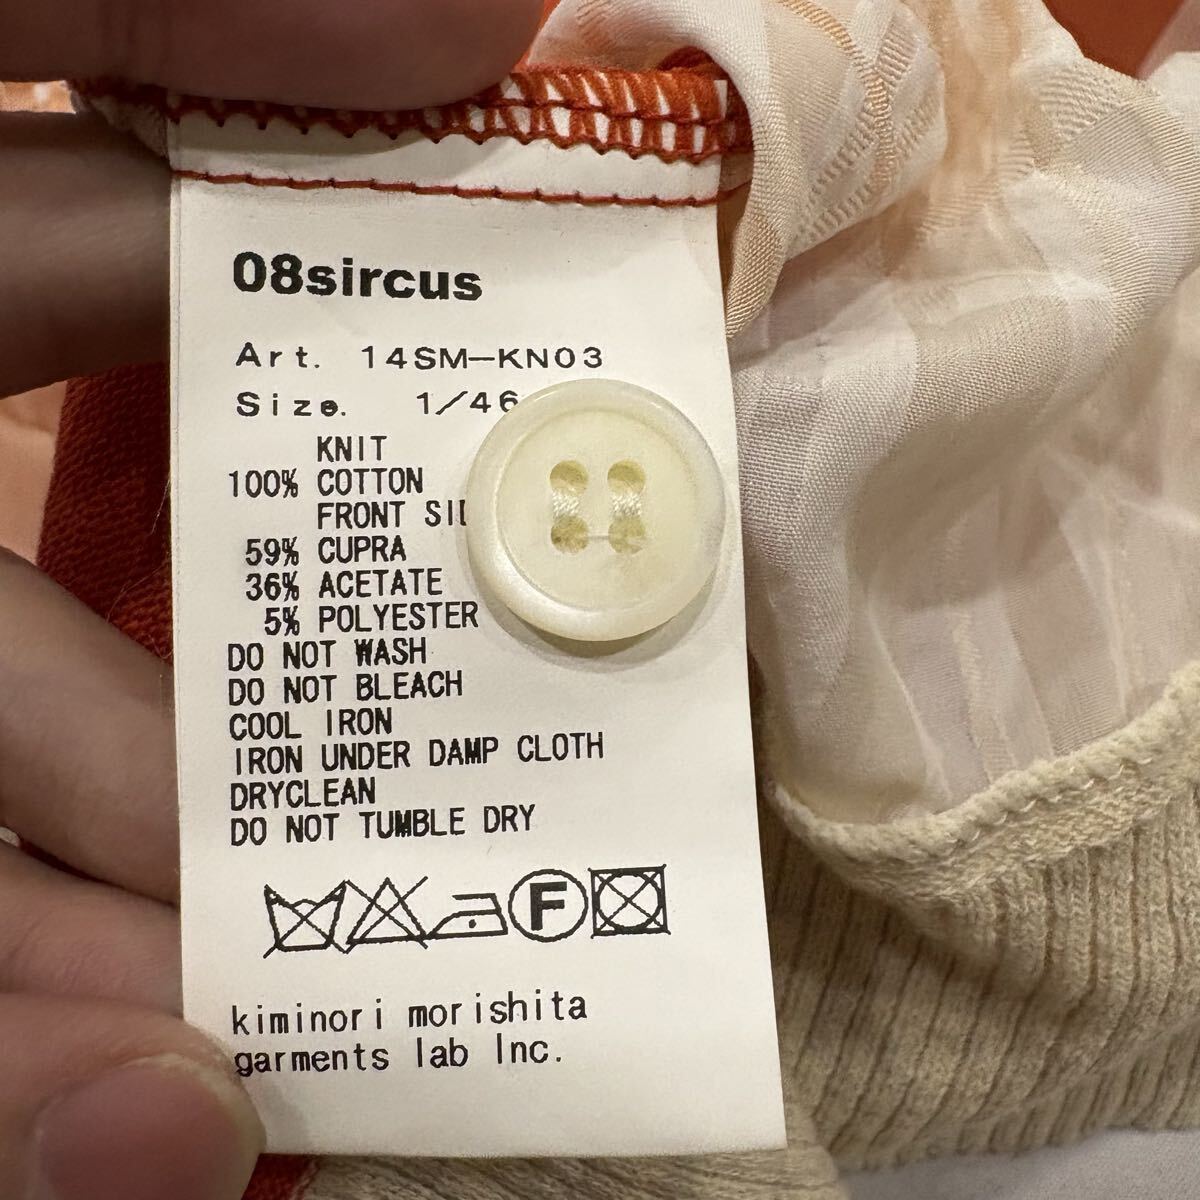 08sircus
Art. 14SM-KN03
Size. 1/46
KNIT
100% COTTON
FRONT
59% CUPRA
36% ACETATE
5% POLYESTER
DO NOT WASH
DO NOT BLEACH
COOL IRON
IRON UNDER DAMP CLOTH
DRYCLEAN
DO NOT TUMBLE DRY
F
kiminori morishita
garments lab Inc.